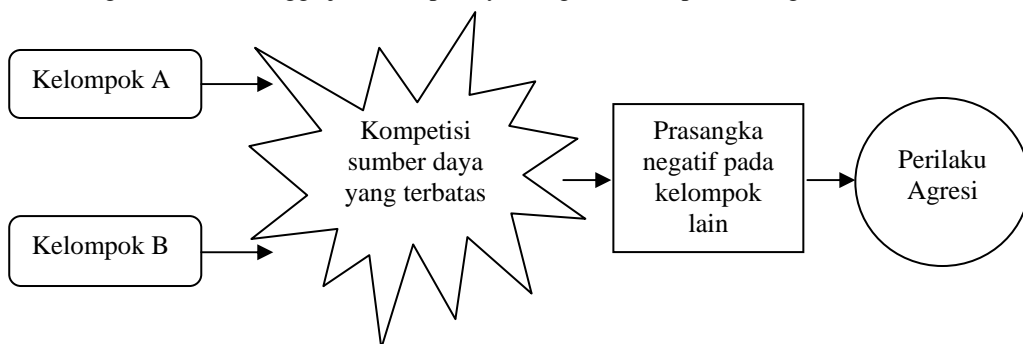 Kelompok A
Kelompok B
Kompetisi
sumber daya
yang terbatas
Prasangka
negatif pada
kelompok
lain
Perilaku
Agresi